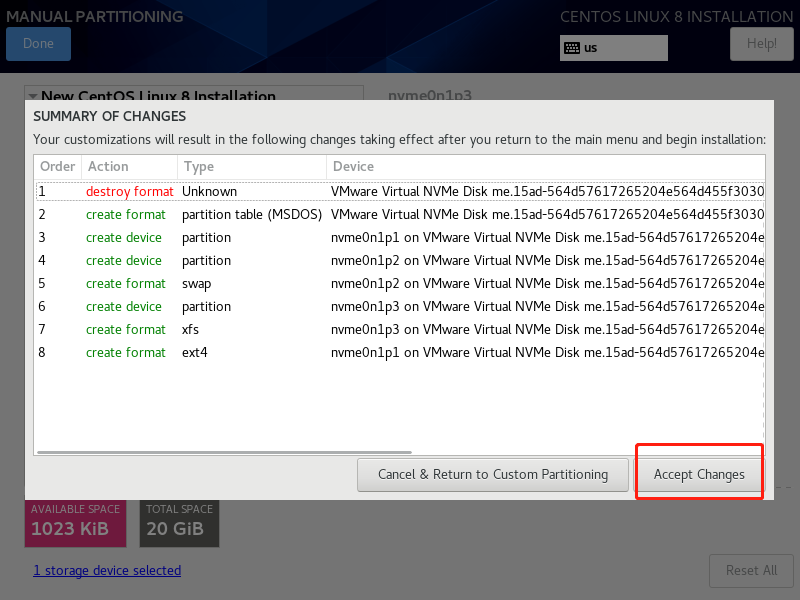 MANUAL PARTITIONING
CENTOS LINUX 8 INSTALLATION
Done
us
Help!
New CentOS Linux 8 Installation
nvme0n1p3
SUMMARY OF CHANGES
Your customizations will result in the following changes taking effect after you return to the main menu and begin installation:
Order Action Type Device
1 destroy format Unknown VMware Virtual NVMe Disk me.15ad-564d57617265204e564d455f3030
2 create format partition table (MSDOS) VMware Virtual NVMe Disk me.15ad-564d57617265204e564d455f3030
3 create device partition nvme0n1p1 on VMware Virtual NVMe Disk me.15ad-564d57617265204e
4 create device partition nvme0n1p2 on VMware Virtual NVMe Disk me.15ad-564d57617265204e
5 create format swap nvme0n1p2 on VMware Virtual NVMe Disk me.15ad-564d57617265204e
6 create device partition nvme0n1p3 on VMware Virtual NVMe Disk me.15ad-564d57617265204e
7 create format xfs nvme0n1p3 on VMware Virtual NVMe Disk me.15ad-564d57617265204e
8 create format ext4 nvme0n1p1 on VMware Virtual NVMe Disk me.15ad-564d57617265204e
Cancel & Return to Custom Partitioning
Accept Changes
AVAILABLE SPACE
1023 KiB
TOTAL SPACE
20 GiB
1 storage device selected
Reset All